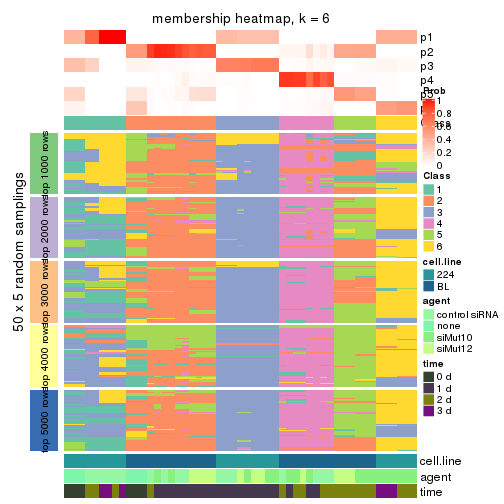 membership heatmap, k = 6
p1
p2
p3
p4
Prob
1
0.8
0.6
0.4
0.2
0
Class
1
2
3
4
5
6
cell.line
224
BL
agent
control siRNA
none
siMut10
siMut12
time
0 d
1 d
2 d
3 d
50 x 5 random samplings
top 1000 rows
top 2000 rows
top 3000 rows
top 4000 rows
top 5000 rows
cell.line
agent
time